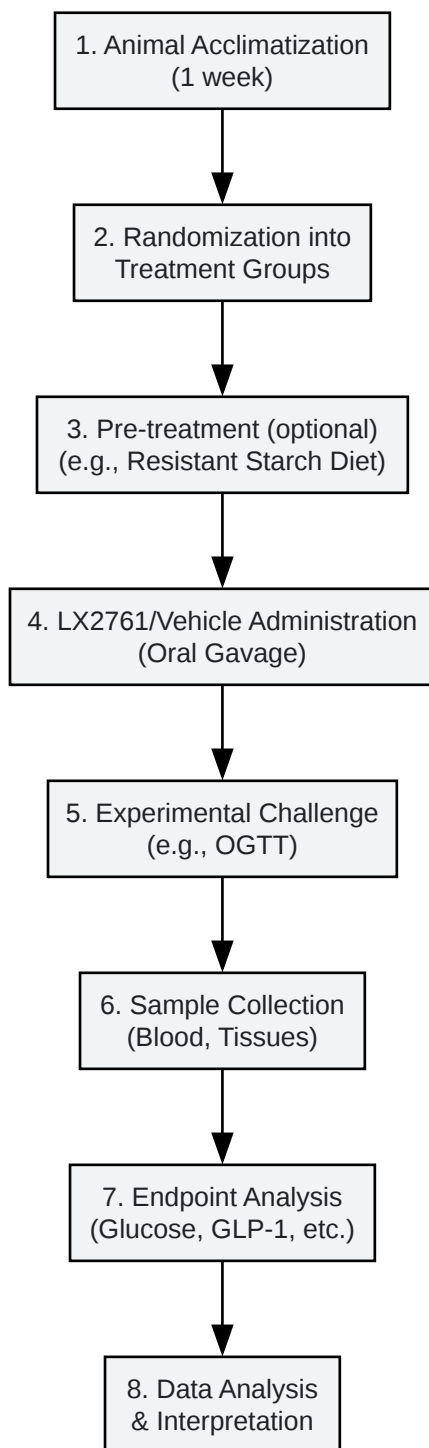 1. Animal Acclimatization
(1 week)
2. Randomization into
Treatment Groups
3. Pre-treatment (optional)
(e.g., Resistant Starch Diet)
4. LX2761/Vehicle Administration
(Oral Gavage)
5. Experimental Challenge
(e.g., OGTT)
6. Sample Collection
(Blood, Tissues)
7. Endpoint Analysis
(Glucose, GLP-1, etc.)
8. Data Analysis
& Interpretation